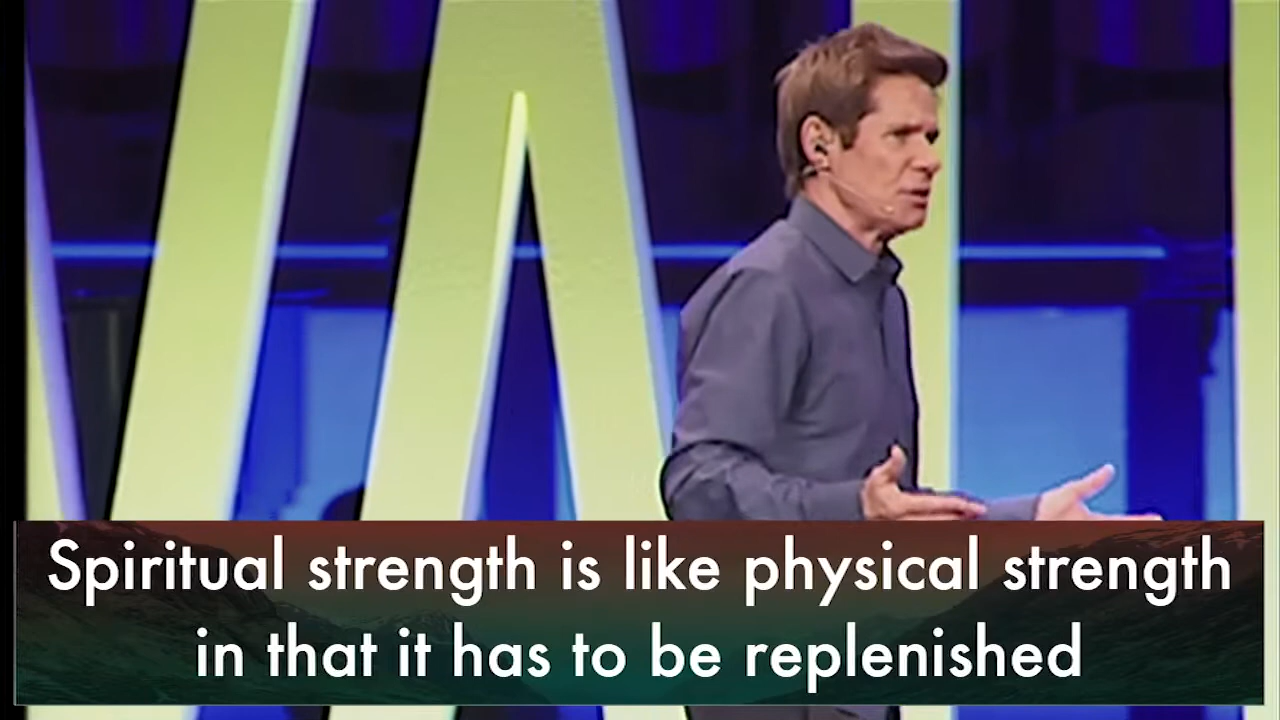 Spiritual strength is like physical strength
in that it has to be replenished